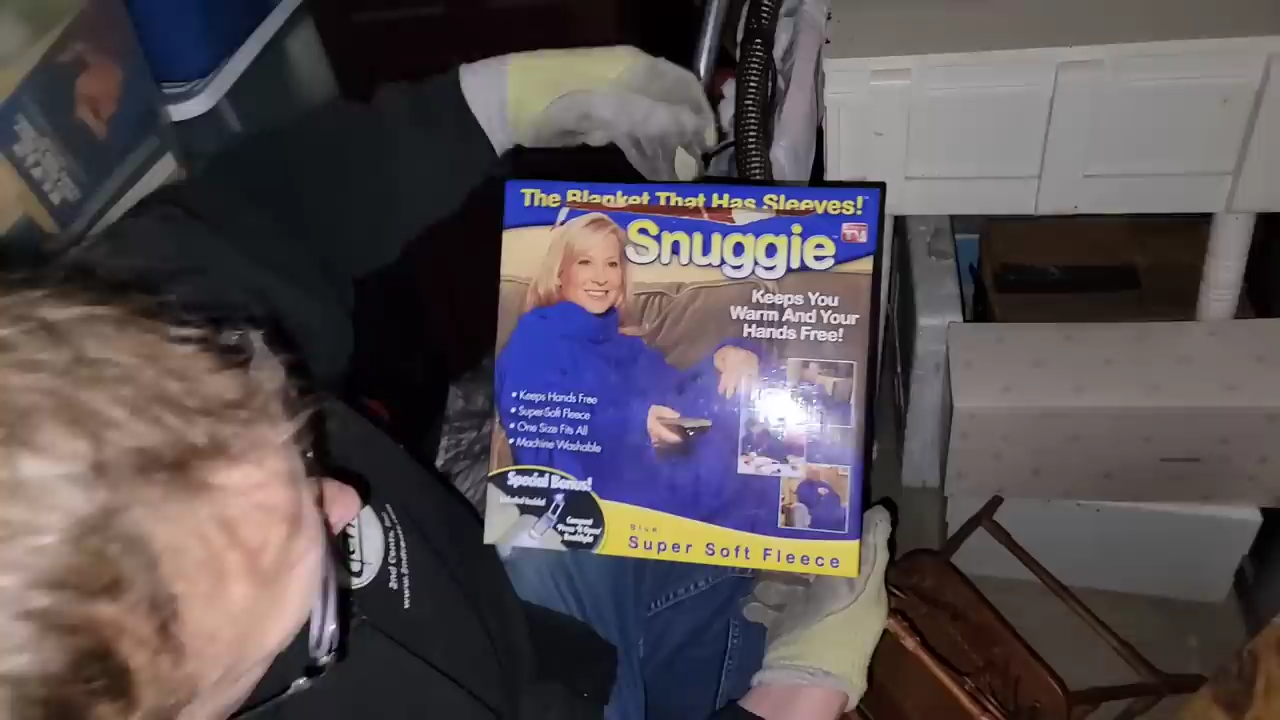 The Blanket That Has Sleeves!
Snuggie
TV
Keeps You
Warm And Your
Hands Free!
• Keeps Hands Free
• Super-Soft Fleece
• One Size Fits All
• Machine Washable
Special Bonus!
Blue
Super Soft Fleece